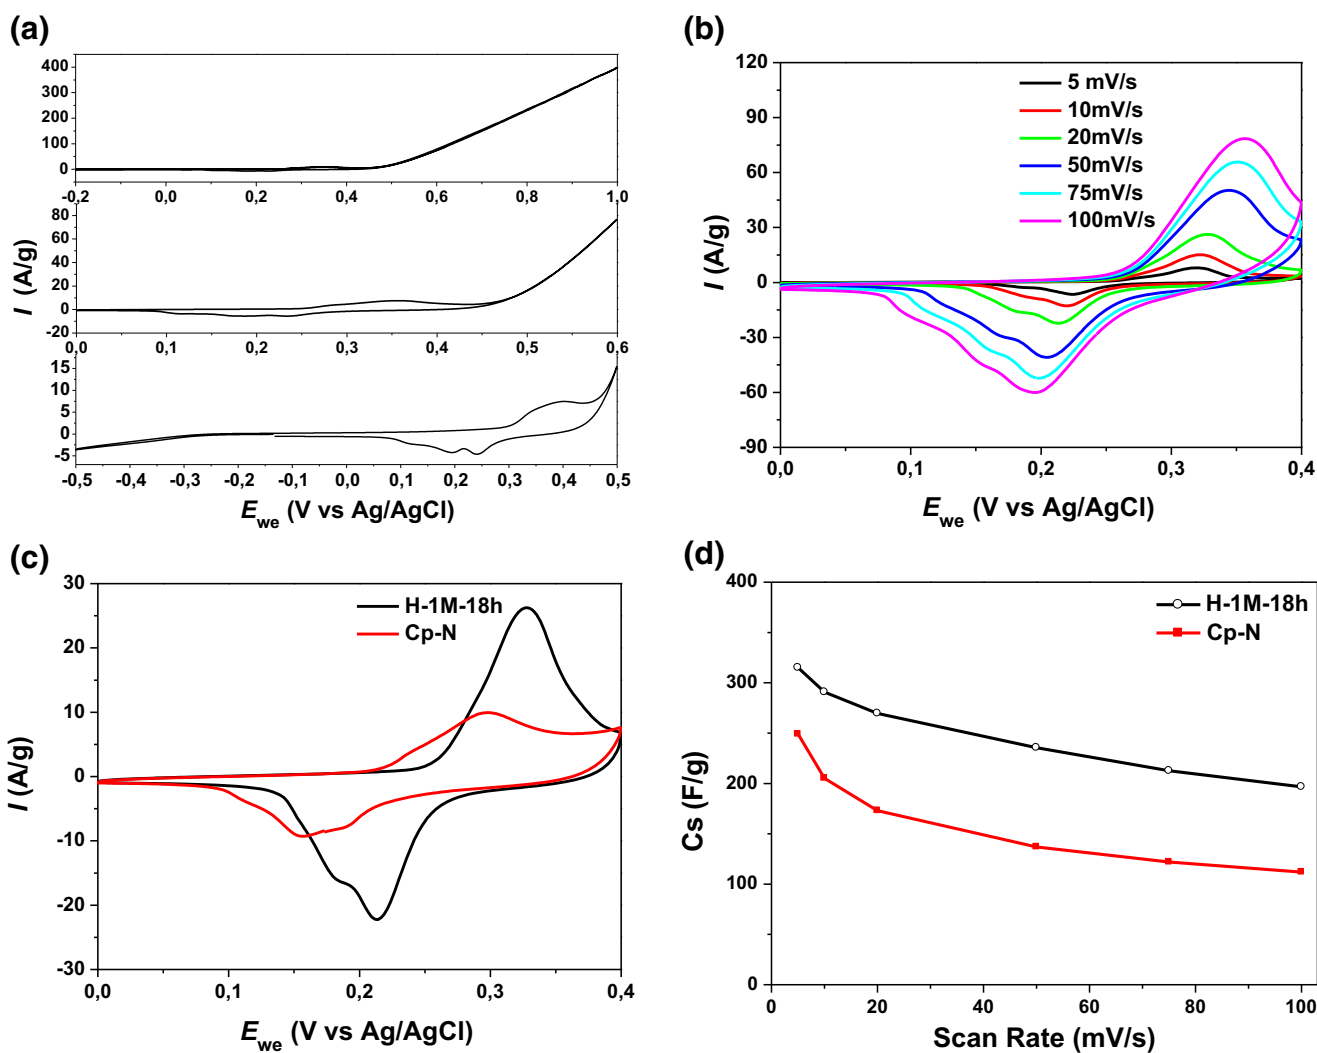 (a)
400
300
200
100
0
-0,2 0,0 0,2 0,4 0,6 0,8 1,0
80
60
40
20
0
-20
0,0 0,1 0,2 0,3 0,4 0,5 0,6
15
10
5
0
-5
-0,5 -0,4 -0,3 -0,2 -0,1 0,0 0,1 0,2 0,3 0,4 0,5
I (A/g)
Ewe (V vs Ag/AgCl)
(b)
120
90
60
30
0
-30
-60
-90
0,0 0,1 0,2 0,3 0,4
5 mV/s
10mV/s
20mV/s
50mV/s
75mV/s
100mV/s
I (A/g)
Ewe (V vs Ag/AgCl)
(c)
30
20
10
0
-10
-20
-30
0,0 0,1 0,2 0,3 0,4
H-1M-18h
Cp-N
I (A/g)
Ewe (V vs Ag/AgCl)
(d)
400
300
200
100
0
0 20 40 60 80 100
H-1M-18h
Cp-N
Cs (F/g)
Scan Rate (mV/s)